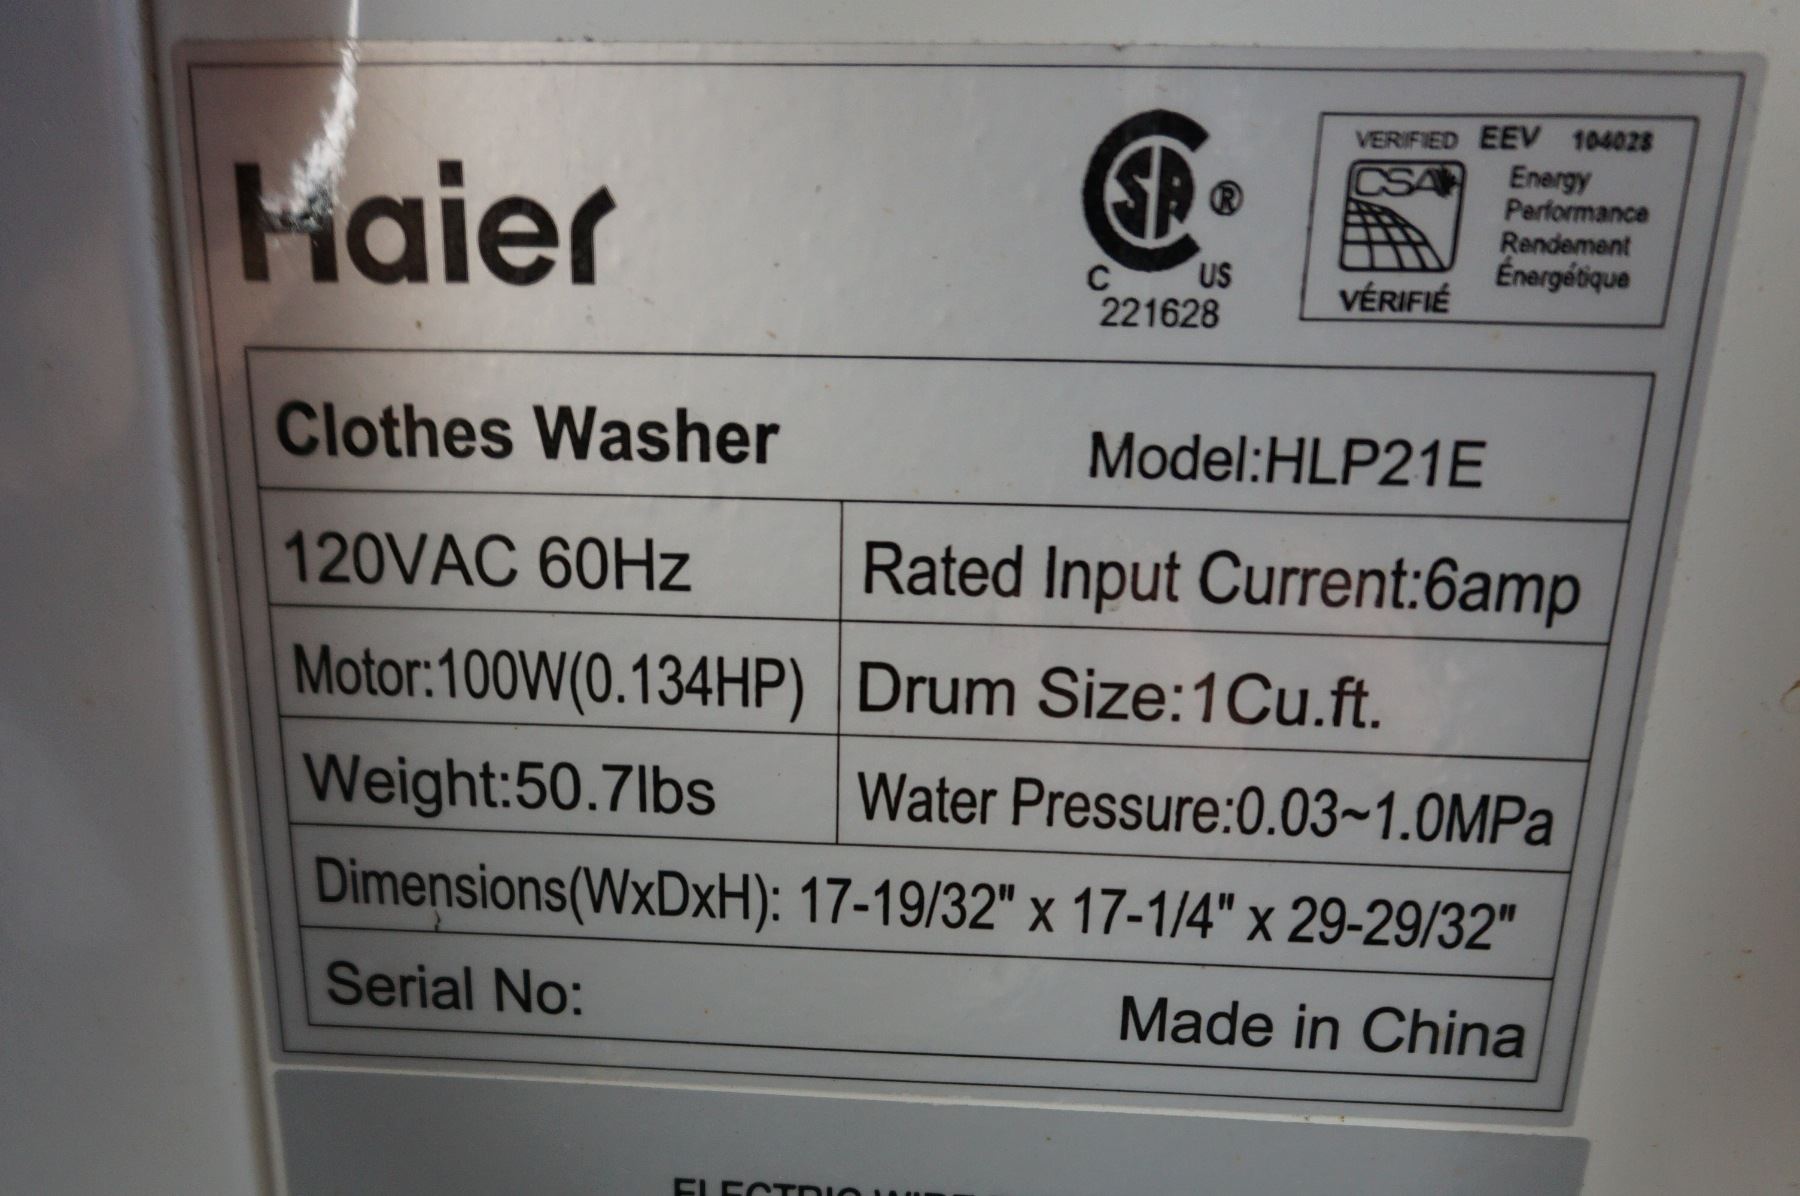 Haier
CSA ®
C US
221628
VERIFIED EEV 104028
CSA
Energy
Performance
Rendement
Énergétique
VÉRIFIÉ
Clothes Washer Model:HLP21E
120VAC 60Hz Rated Input Current:6amp
Motor:100W(0.134HP) Drum Size:1Cu.ft.
Weight:50.7lbs Water Pressure:0.03~1.0MPa
Dimensions(WxDxH): 17-19/32" x 17-1/4" x 29-29/32"
Serial No: Made in China
ELECTRIC